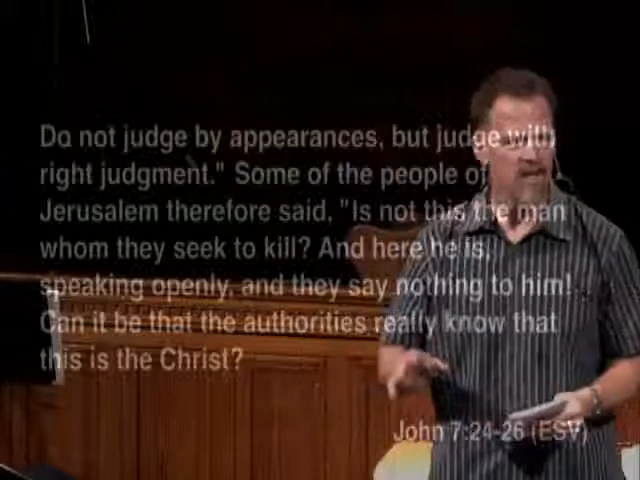 Do not judge by appearances, but judge with
right judgment." Some of the people of
Jerusalem therefore said, "Is not this the man
whom they seek to kill? And here he is,
speaking openly, and they say nothing to him!
Can it be that the authorities really know that
this is the Christ?
John 7:24-26 (ESV)